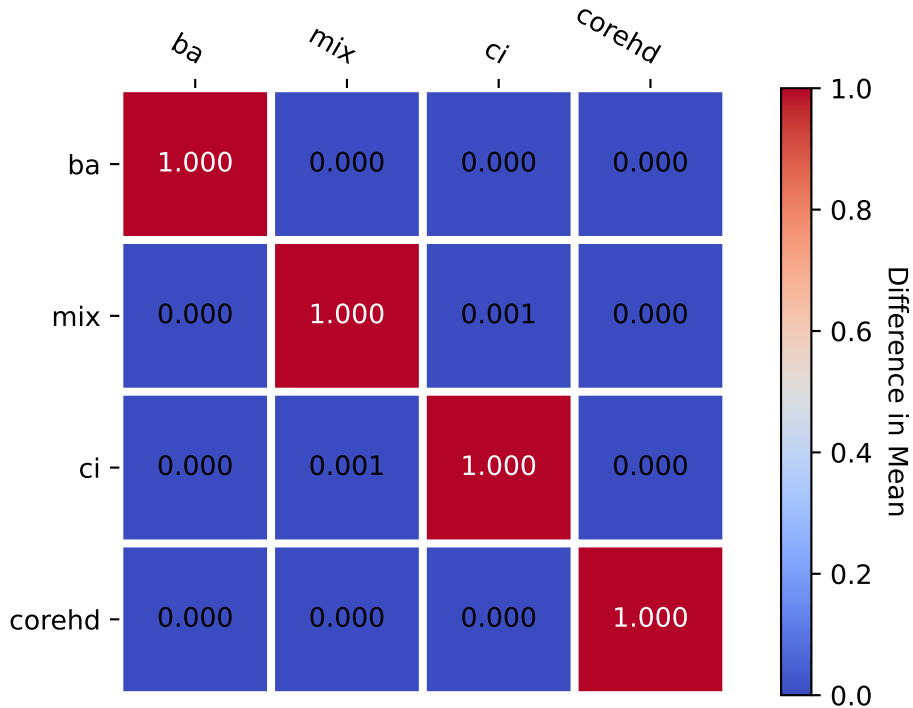 ba mix ci corehd
ba 1.000 0.000 0.000 0.000
mix 0.000 1.000 0.001 0.000
ci 0.000 0.001 1.000 0.000
corehd 0.000 0.000 0.000 1.000
1.0
0.8
0.6
0.4
0.2
0.0
Difference in Mean